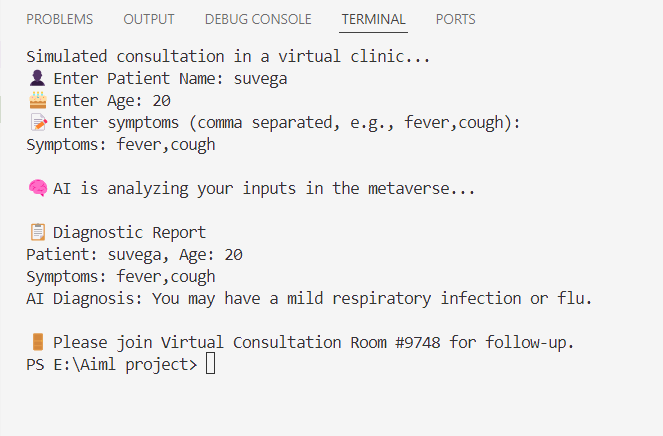 PROBLEMS OUTPUT DEBUG CONSOLE TERMINAL PORTS
Simulated consultation in a virtual clinic...
👤 Enter Patient Name: suvega
🎂 Enter Age: 20
📝 Enter symptoms (comma separated, e.g., fever,cough):
Symptoms: fever,cough
🧠 AI is analyzing your inputs in the metaverse...
📋 Diagnostic Report
Patient: suvega, Age: 20
Symptoms: fever,cough
AI Diagnosis: You may have a mild respiratory infection or flu.
🚪 Please join Virtual Consultation Room #9748 for follow-up.
PS E:\Aiml project>